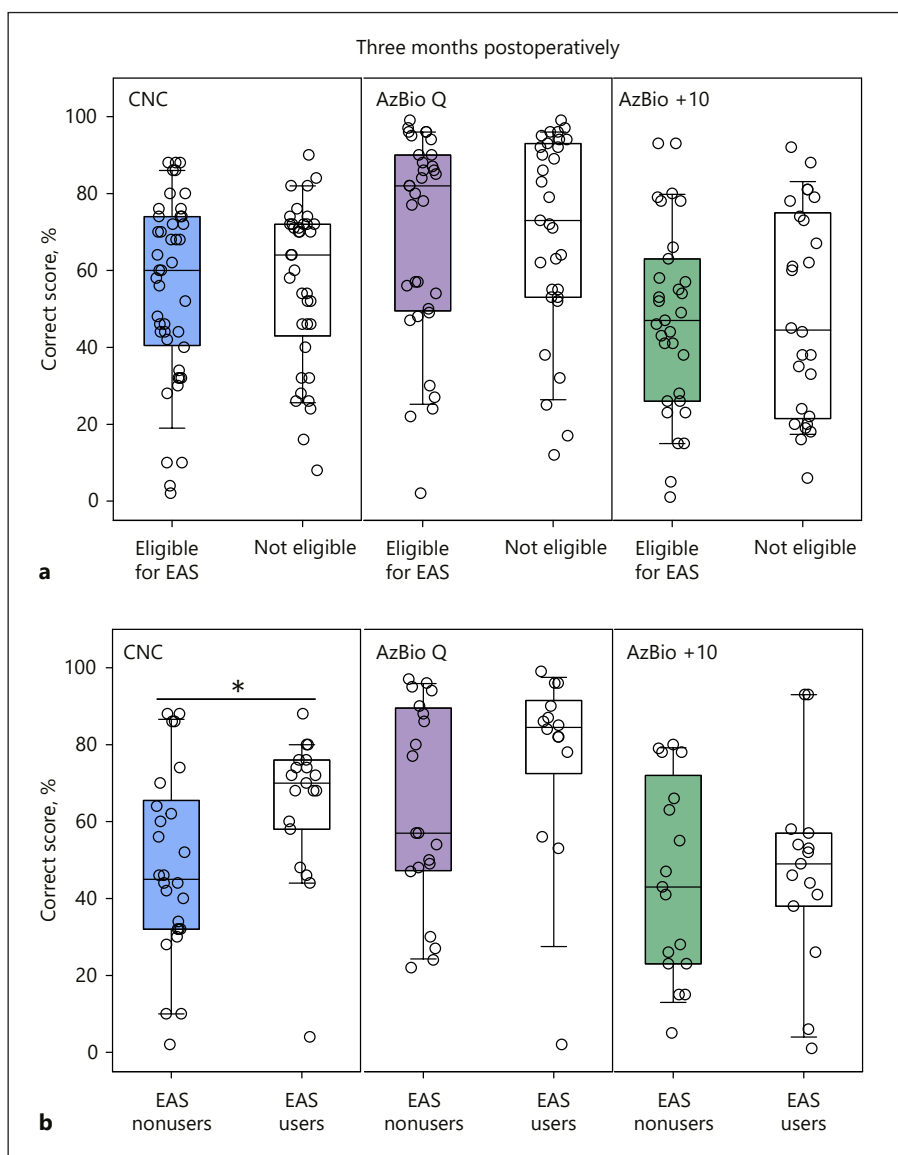 Three months postoperatively
CNC
AzBio Q
AzBio +10
100
80
60
40
20
0
Correct score, %
Eligible
for EAS
Not eligible
Eligible
for EAS
Not eligible
Eligible
for EAS
Not eligible
a
CNC
AzBio Q
AzBio +10
*
100
80
60
40
20
0
Correct score, %
EAS
nonusers
EAS
users
EAS
nonusers
EAS
users
EAS
nonusers
EAS
users
b